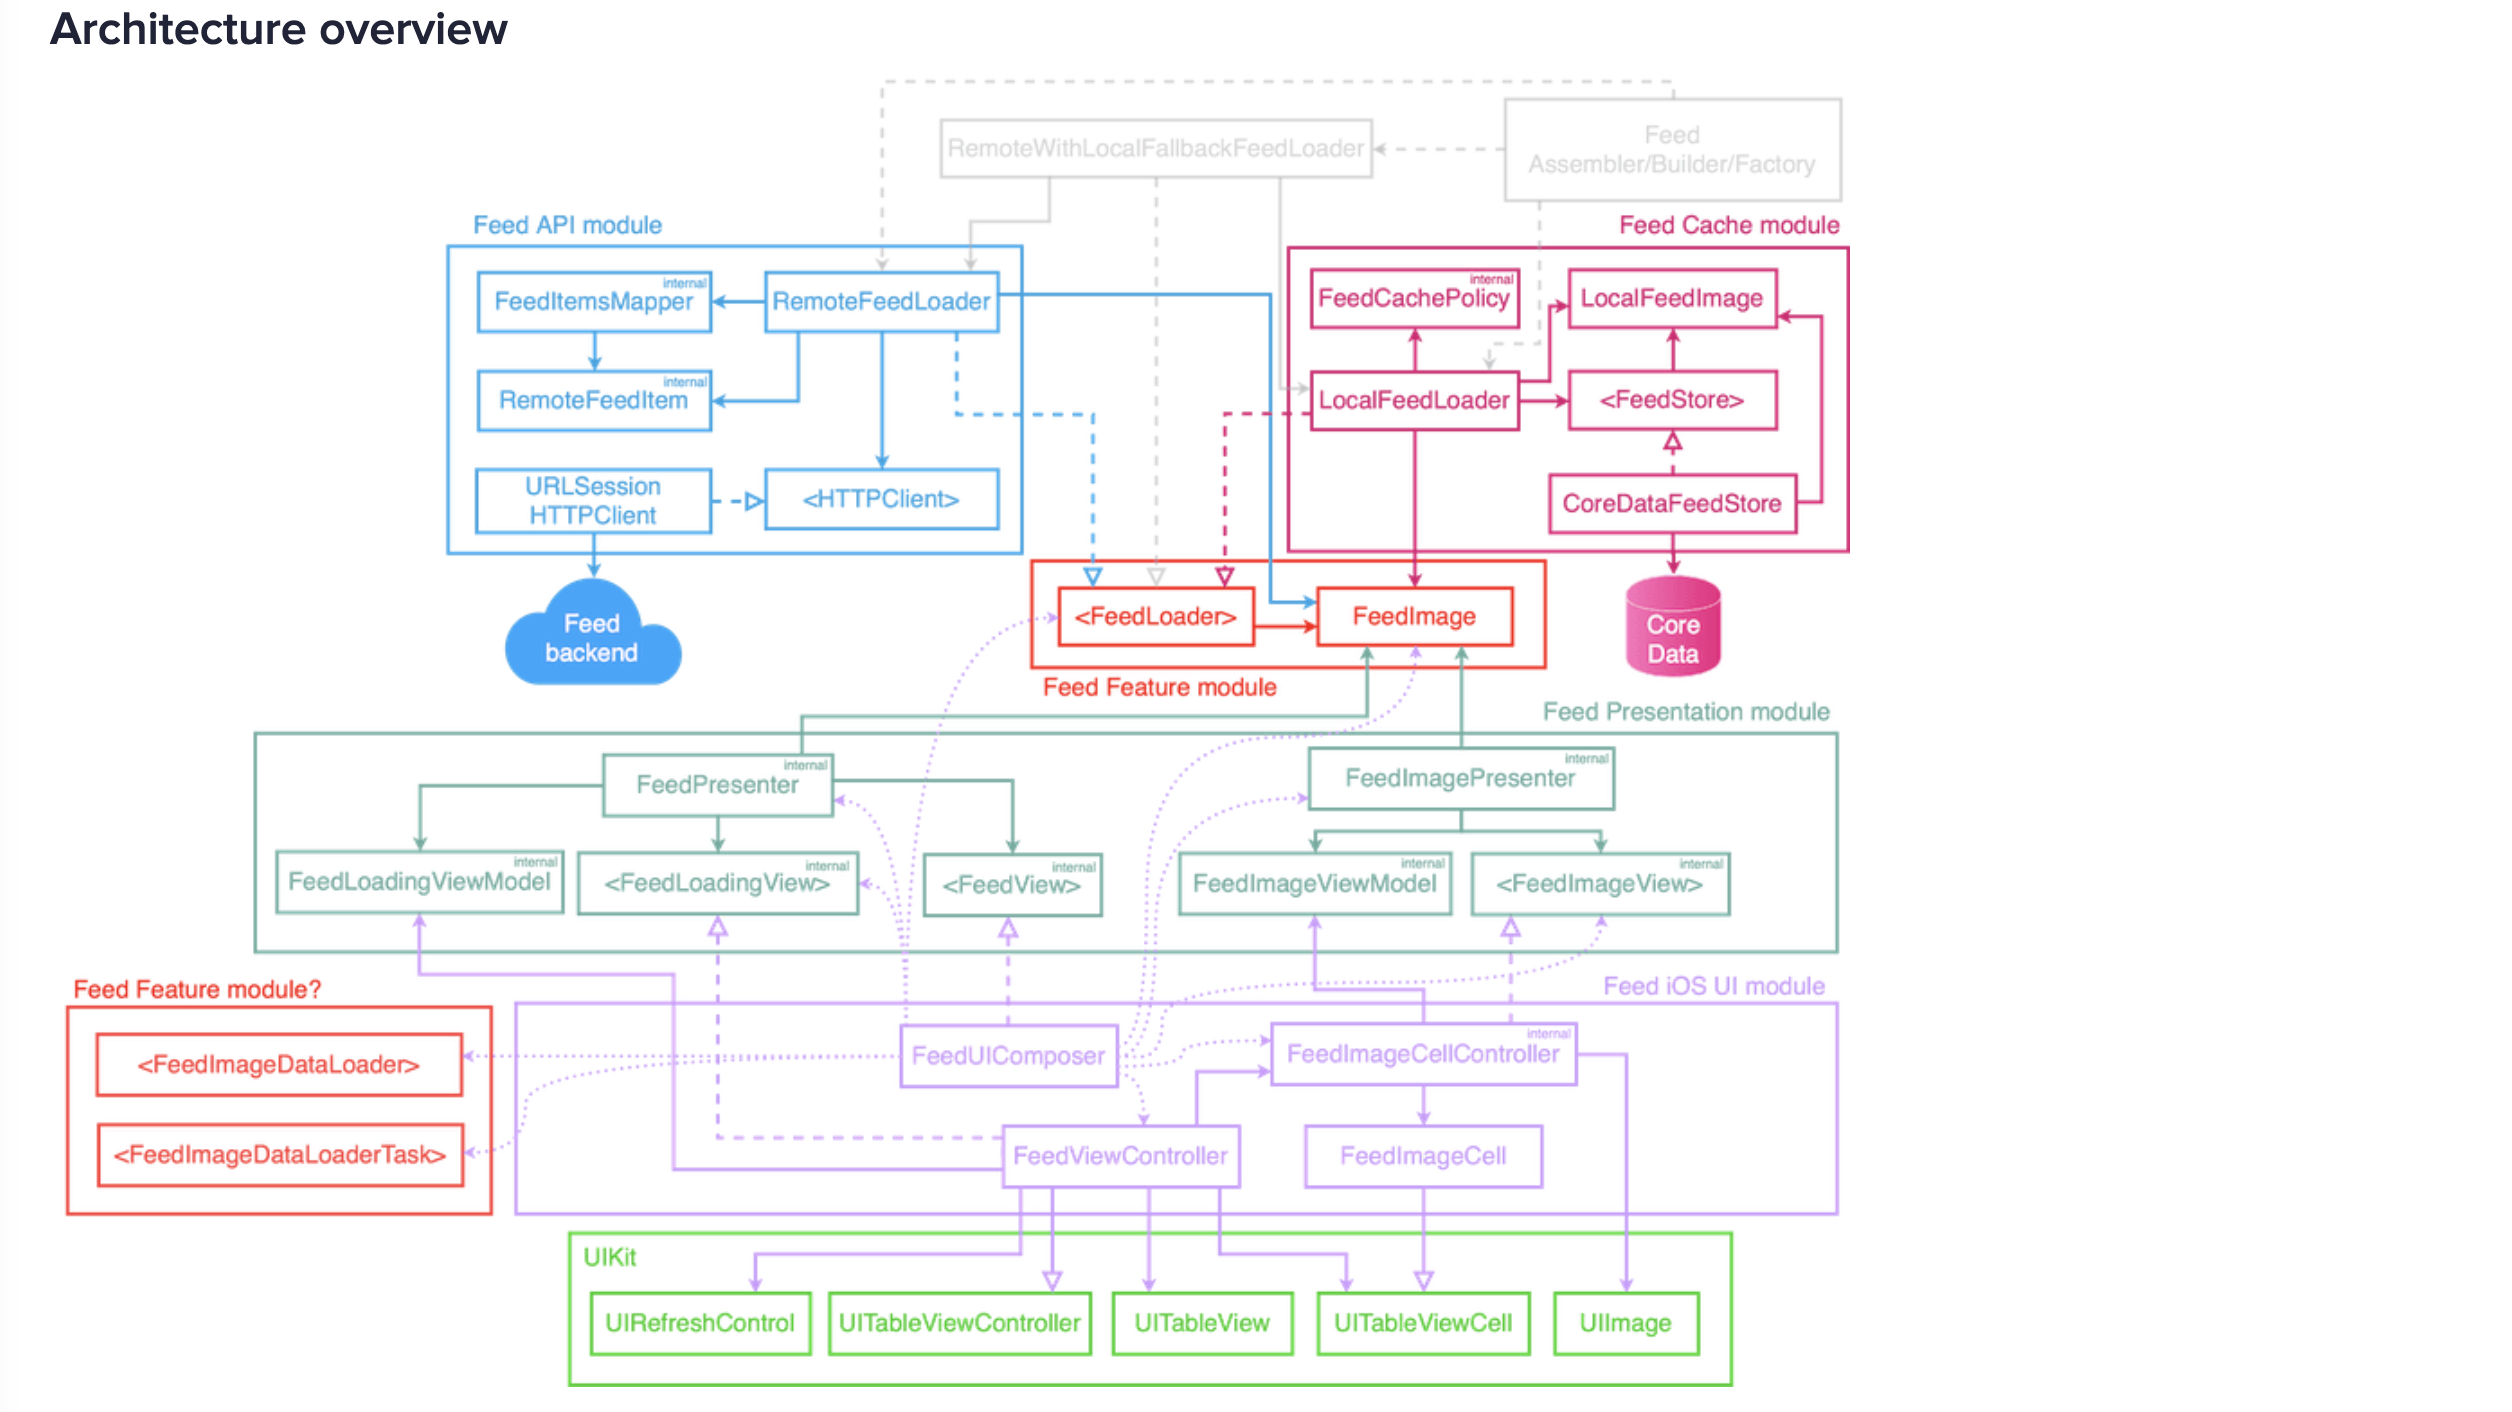 Architecture overview
RemoteWithLocalFallbackFeedLoader
Feed
Assembler/Builder/Factory
Feed API module
Feed Cache module
internal
FeedItemsMapper
RemoteFeedLoader
internal
FeedCachePolicy
LocalFeedImage
internal
RemoteFeedItem
LocalFeedLoader
<FeedStore>
URLSession
HTTPClient
<HTTPClient>
CoreDataFeedStore
Feed
backend
<FeedLoader>
FeedImage
Core
Data
Feed Feature module
Feed Presentation module
internal
FeedPresenter
internal
FeedImagePresenter
internal
FeedLoadingViewModel
internal
<FeedLoadingView>
internal
<FeedView>
internal
FeedImageViewModel
internal
<FeedImageView>
Feed Feature module?
Feed iOS UI module
<FeedImageDataLoader>
FeedUIComposer
internal
FeedImageCellController
<FeedImageDataLoaderTask>
FeedViewController
FeedImageCell
UIKit
UIRefreshControl
UITableViewController
UITableView
UITableViewCell
UIImage